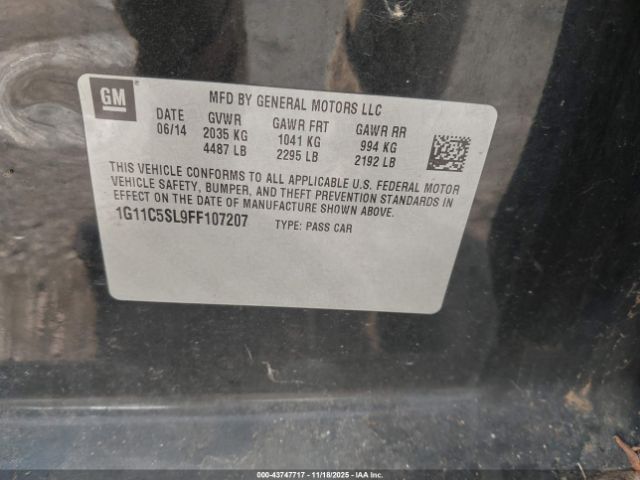 GM
MFD BY GENERAL MOTORS LLC
DATE GVWR GAWR FRT GAWR RR
06/14 2035 KG 1041 KG 994 KG
4487 LB 2295 LB 2192 LB
THIS VEHICLE CONFORMS TO ALL APPLICABLE U.S. FEDERAL MOTOR
VEHICLE SAFETY, BUMPER, AND THEFT PREVENTION STANDARDS IN
EFFECT ON THE DATE OF MANUFACTURE SHOWN ABOVE.
1G11C5SL9FF107207 TYPE: PASS CAR
000-43747717 - 11/18/2025 - IAAI.COM